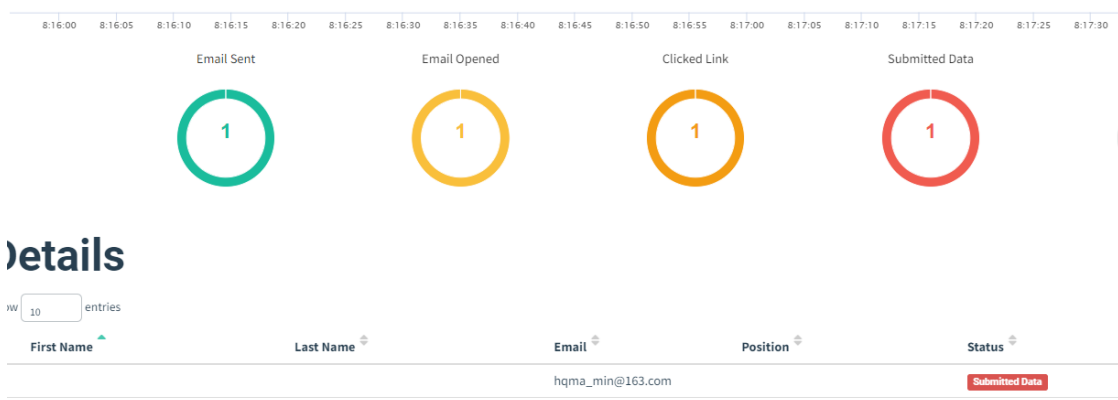 8:16:00 8:16:05 8:16:10 8:16:15 8:16:20 8:16:25 8:16:30 8:16:35 8:16:40 8:16:45 8:16:50 8:16:55 8:17:00 8:17:05 8:17:10 8:17:15 8:17:20 8:17:25 8:17:30
Email Sent Email Opened Clicked Link Submitted Data
1 1 1 1
Details
ow 10 entries
First Name Last Name Email Position Status
hqma_min@163.com Submitted Data